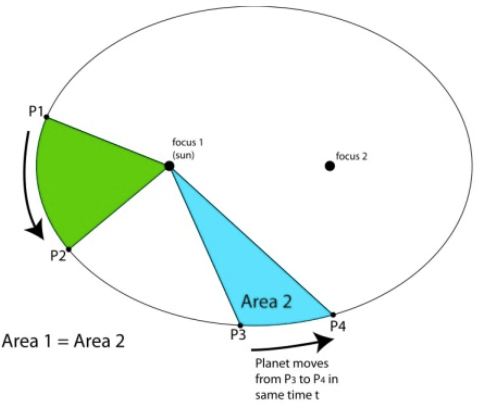 P1
focus 1
(sun)
focus 2
P2
Area 2
P3
P4
Area 1 = Area 2
Planet moves
from P3 to P4 in
same time t